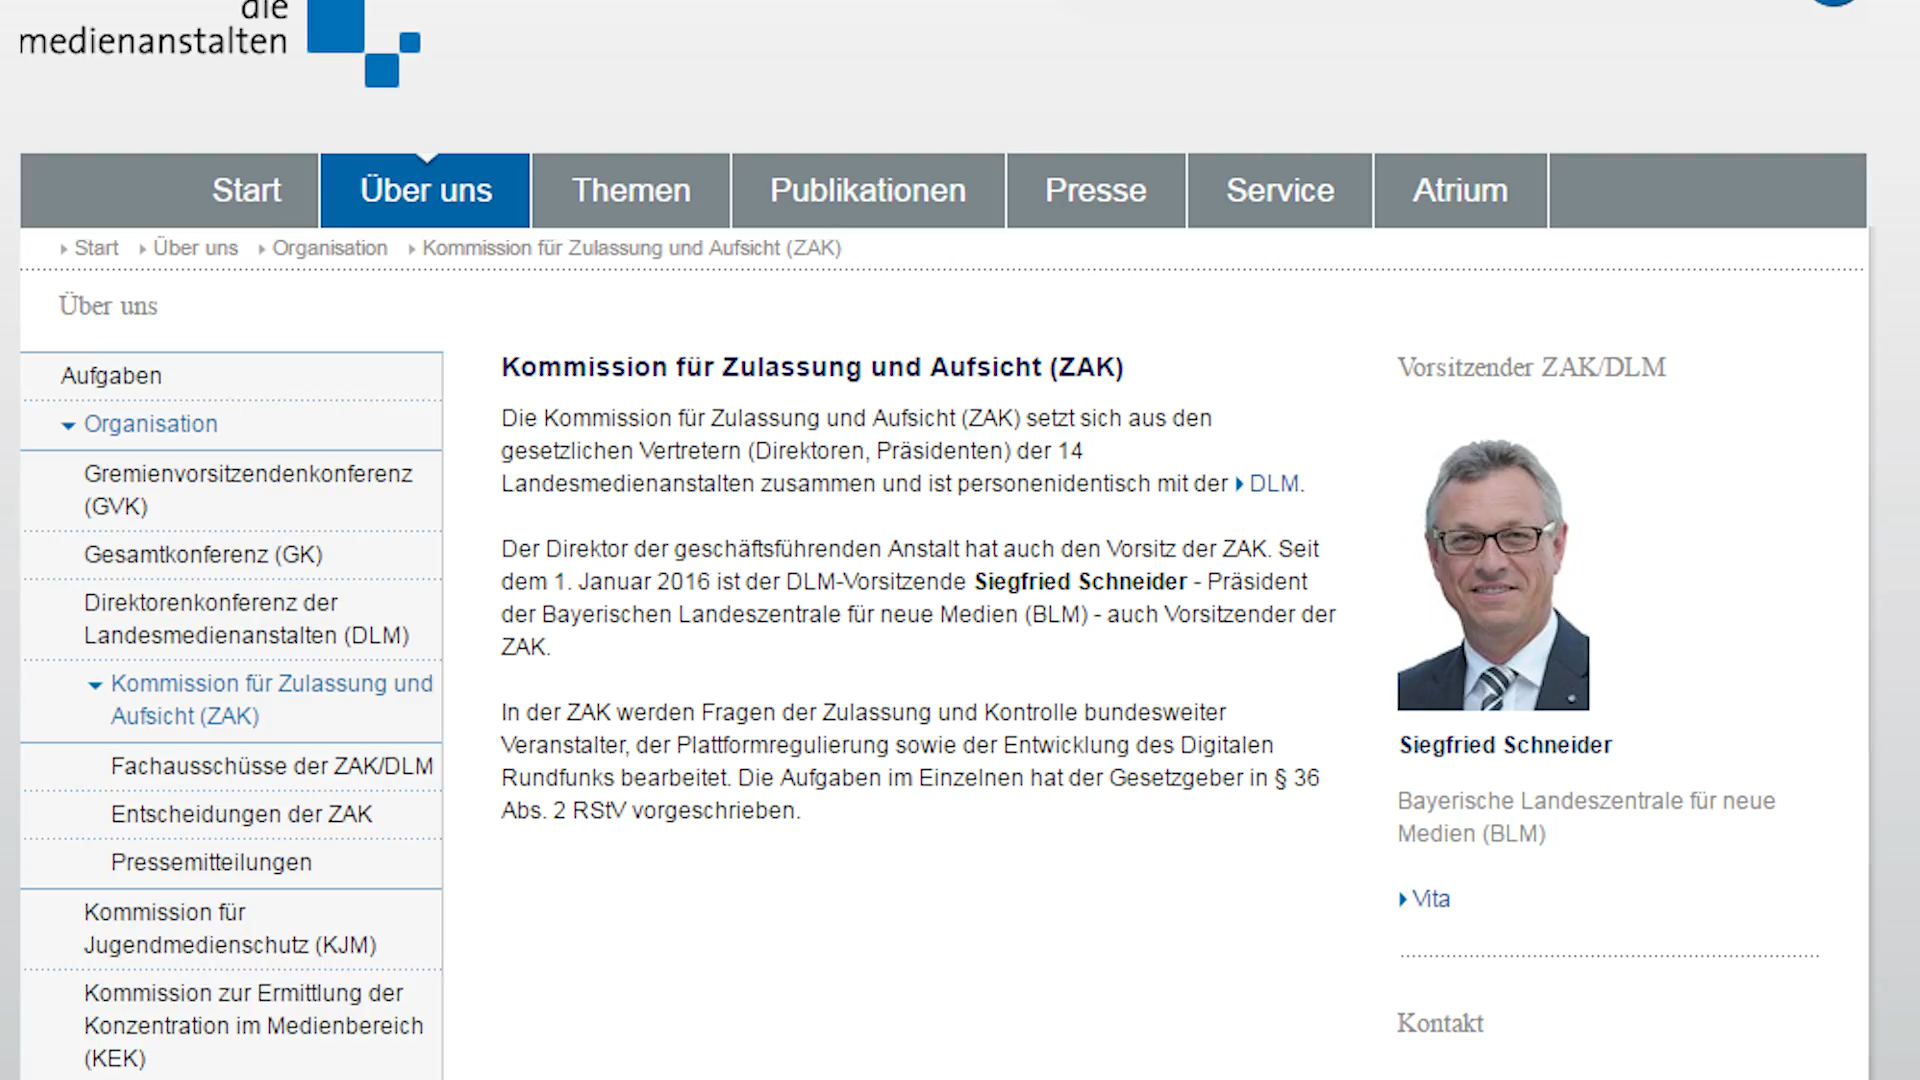 die
medienanstalten
Start
Über uns
Themen
Publikationen
Presse
Service
Atrium
Start Über uns Organisation Kommission für Zulassung und Aufsicht (ZAK)
Über uns
Aufgaben
Organisation
Gremienvorsitzendenkonferenz
(GVK)
Gesamtkonferenz (GK)
Direktorenkonferenz der
Landesmedienanstalten (DLM)
Kommission für Zulassung und
Aufsicht (ZAK)
Fachausschüsse der ZAK/DLM
Entscheidungen der ZAK
Pressemitteilungen
Kommission für
Jugendmedienschutz (KJM)
Kommission zur Ermittlung der
Konzentration im Medienbereich
(KEK)
Kommission für Zulassung und Aufsicht (ZAK)
Die Kommission für Zulassung und Aufsicht (ZAK) setzt sich aus den
gesetzlichen Vertretern (Direktoren, Präsidenten) der 14
Landesmedienanstalten zusammen und ist personenidentisch mit der DLM.
Der Direktor der geschäftsführenden Anstalt hat auch den Vorsitz der ZAK. Seit
dem 1. Januar 2016 ist der DLM-Vorsitzende Siegfried Schneider - Präsident
der Bayerischen Landeszentrale für neue Medien (BLM) - auch Vorsitzender der
ZAK.
In der ZAK werden Fragen der Zulassung und Kontrolle bundesweiter
Veranstalter, der Plattformregulierung sowie der Entwicklung des Digitalen
Rundfunks bearbeitet. Die Aufgaben im Einzelnen hat der Gesetzgeber in § 36
Abs. 2 RStV vorgeschrieben.
Vorsitzender ZAK/DLM
Siegfried Schneider
Bayerische Landeszentrale für neue
Medien (BLM)
Vita
Kontakt